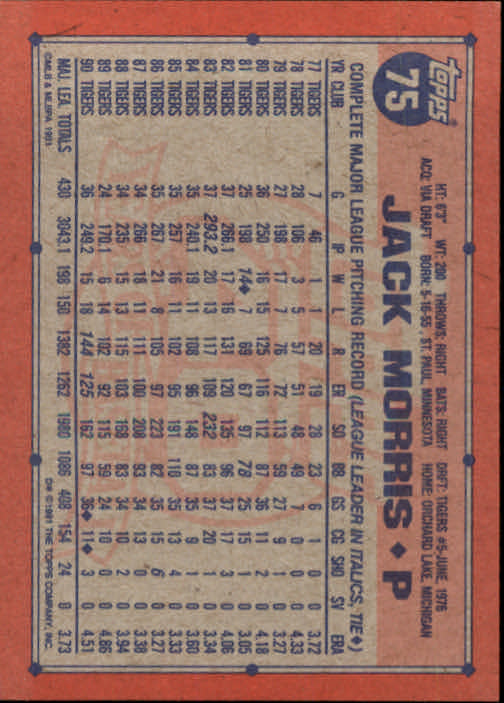 topps
75
HT: 6'3" WT: 200 THROWS: RIGHT BATS: RIGHT DRFT: TIGERS #5-JUNE, 1976
ACQ: VIA DRAFT BORN: 5-16-55 ST. PAUL, MINNESOTA HOME: ORCHARD LAKE, MICHIGAN
JACK MORRIS ♦ P
COMPLETE MAJOR LEAGUE PITCHING RECORD (LEAGUE LEADER IN ITALICS, TIE♦)
YR CLUB G IP W L R ER SO BB GS CG SHO SV ERA
77 TIGERS 7 46 1 1 20 19 28 23 6 1 0 0 3.72
78 TIGERS 28 106 3 5 57 51 48 49 7 0 0 0 4.33
79 TIGERS 27 198 17 7 76 72 113 59 27 9 1 0 3.27
80 TIGERS 36 250 16 15 125 116 112 87 36 11 2 0 4.18
81 TIGERS 25 198 14♦ 7 69 67 97 78 25 15 1 0 3.05
82 TIGERS 37 266.1 17 16 131 120 135 96 37 17 3 0 4.06
83 TIGERS 37 293.2 20 13 117 109 232 83 37 20 1 0 3.34
84 TIGERS 35 240.1 19 11 108 96 148 87 35 9 1 0 3.60
85 TIGERS 35 257 16 11 102 95 191 110 35 13 4 0 3.33
86 TIGERS 35 267 21 8 105 97 223 82 35 15 6 0 3.27
87 TIGERS 34 266 18 11 111 100 208 93 34 13 0 0 3.38
88 TIGERS 34 235 15 13 115 103 168 83 34 10 2 0 3.94
89 TIGERS 24 170.1 6 14 102 92 115 59 24 10 0 0 4.86
90 TIGERS 36 249.2 15 18 144 125 162 97 36♦ 11♦ 3 0 4.51
MAJ. LEA. TOTALS 430 3043.1 198 150 1382 1262 1980 1086 408 154 24 0 3.73
©MLB & MLBPA 1991 D* ©1991 THE TOPPS COMPANY, INC.